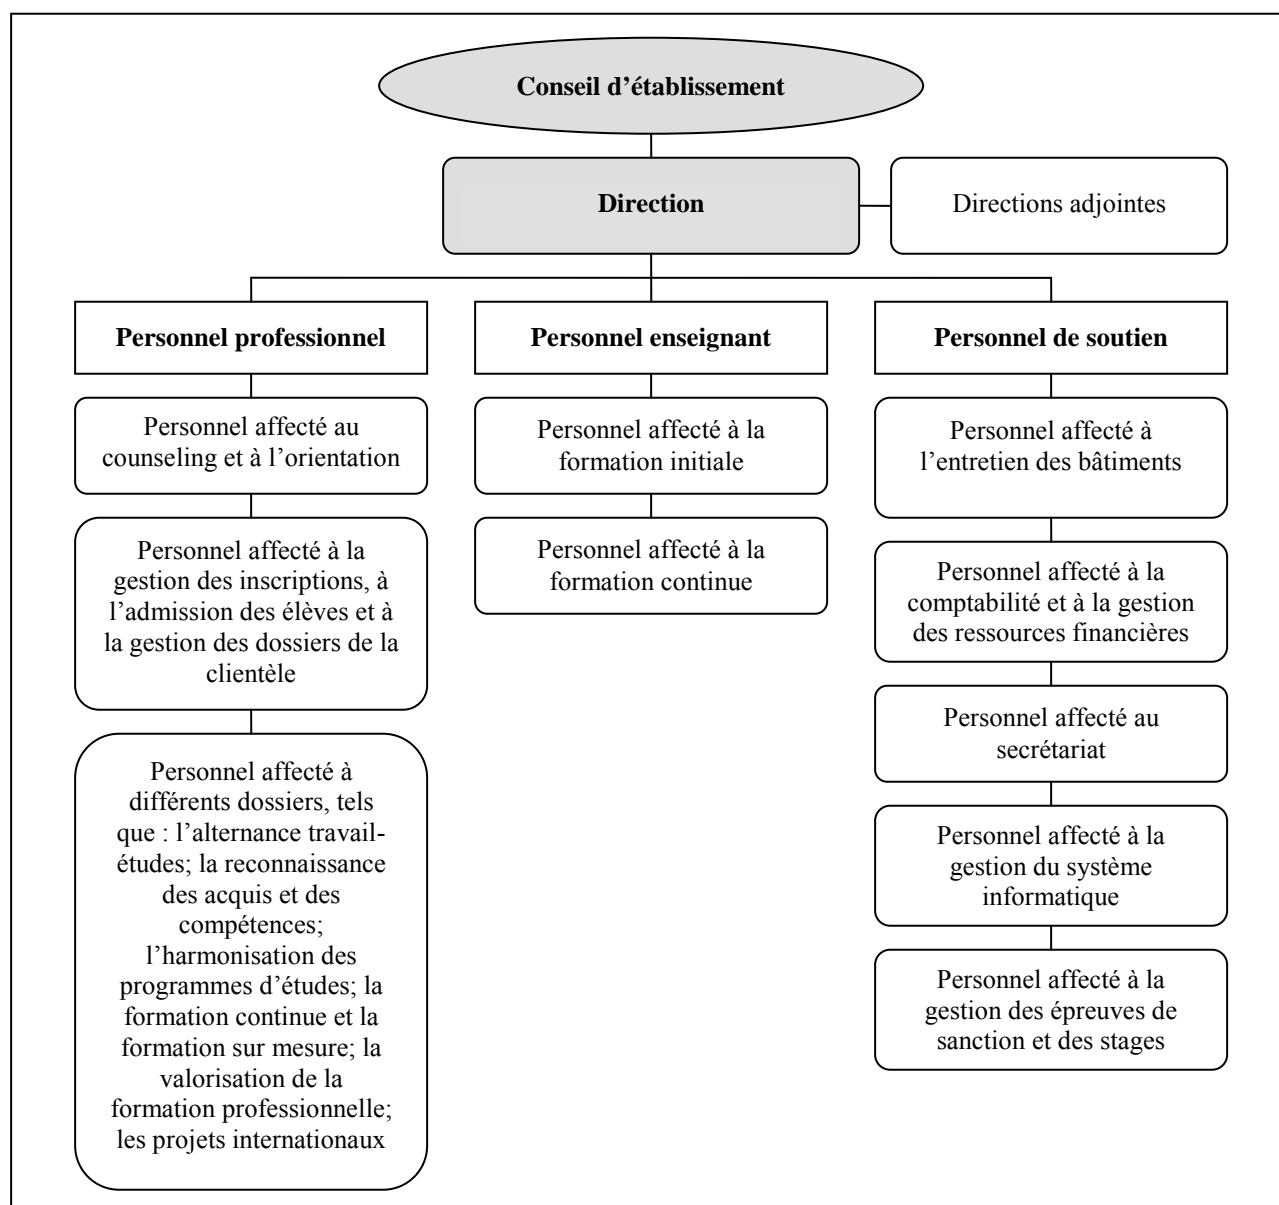 Conseil d’établissement
Direction
Directions adjointes
Personnel professionnel
Personnel affecté au
counseling et à l’orientation
Personnel affecté à la
gestion des inscriptions, à
l’admission des élèves et à
la gestion des dossiers de la
clientèle
Personnel affecté à
différents dossiers, tels
que : l’alternance travail-
études; la reconnaissance
des acquis et des
compétences;
l’harmonisation des
programmes d’études; la
formation continue et la
formation sur mesure; la
valorisation de la
formation professionnelle;
les projets internationaux
Personnel enseignant
Personnel affecté à la
formation initiale
Personnel affecté à la
formation continue
Personnel de soutien
Personnel affecté à
l’entretien des bâtiments
Personnel affecté à la
comptabilité et à la gestion
des ressources financières
Personnel affecté au
secrétariat
Personnel affecté à la
gestion du système
informatique
Personnel affecté à la
gestion des épreuves de
sanction et des stages